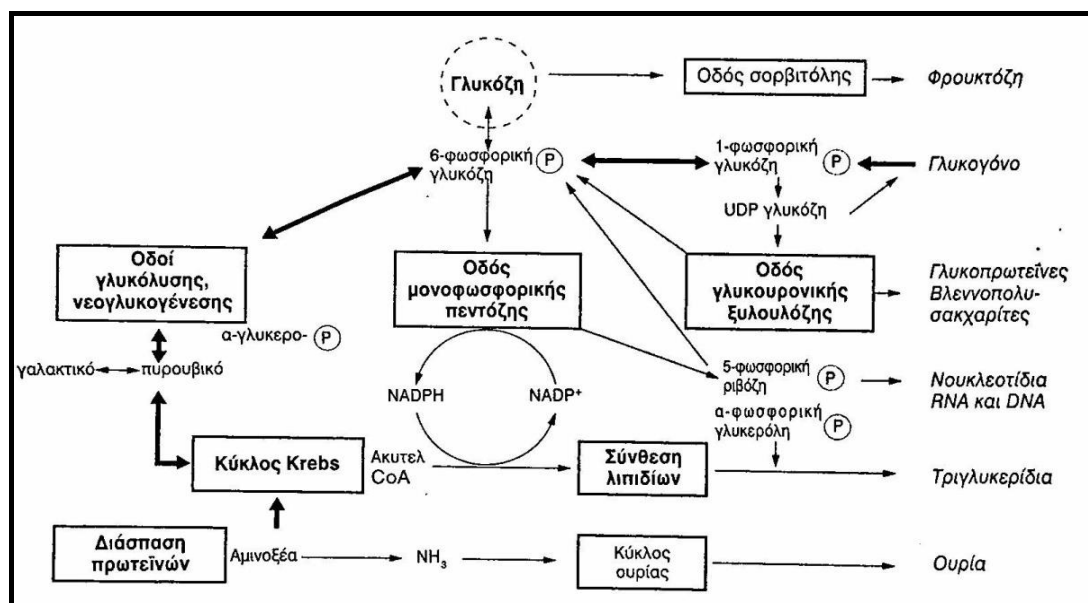 Γλυκόζη
Οδός σορβιτόλης
Φρουκτόζη
6-φωσφορική
γλυκόζη
P
1-φωσφορική
γλυκόζη
P
Γλυκογόνο
UDP γλυκόζη
Οδοί
γλυκόλυσης,
νεογλυκογένεσης
Οδός
μονοφωσφορικής
πεντόζης
Οδός
γλυκουρονικής
ξυλουλόζης
Γλυκοπρωτεΐνες
Βλεννοπολυ-
σακχαρίτες
α-γλυκερο- P
γαλακτικό
πυρουβικό
5-φωσφορική
ριβόζη
P
Νουκλεοτίδια
RNA και DNA
NADPH
NADP+
α-φωσφορική
γλυκερόλη
P
Κύκλος Krebs
Ακυτελ
CoA
Σύνθεση
λιπιδίων
Τριγλυκερίδια
Διάσπαση
πρωτεϊνών
Αμινοξέα
NH3
Κύκλος
ουρίας
Ουρία